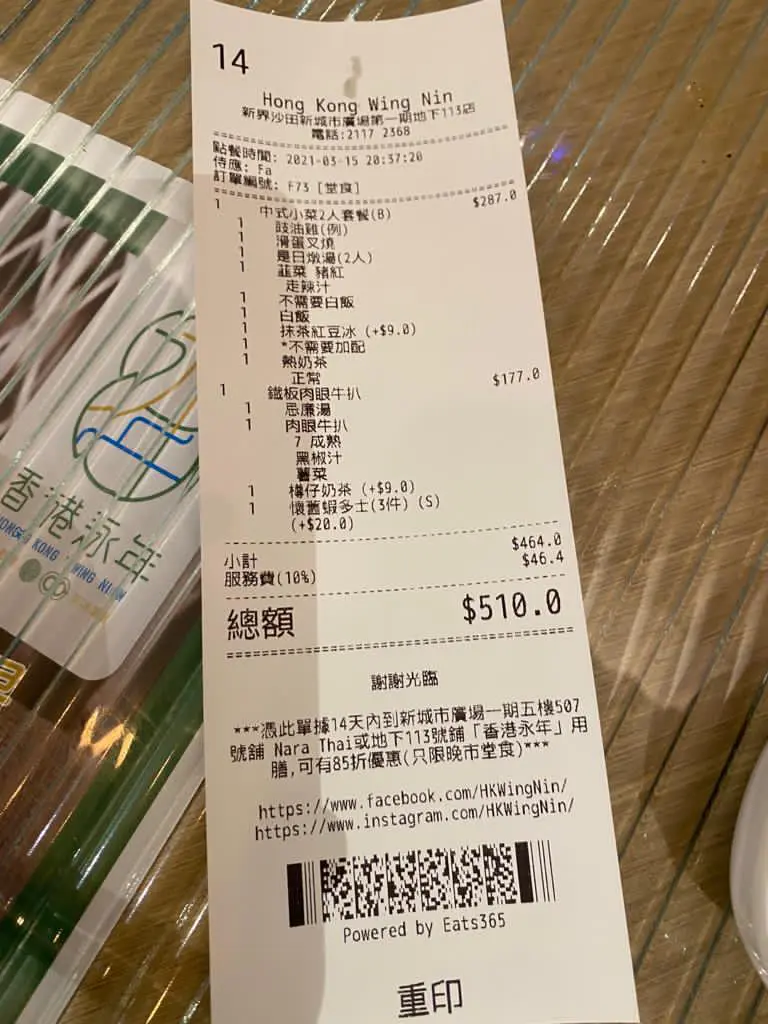 14
Hong Kong Wing Nin
新界沙田新城市廣場第一期地下113店
電話:2117 2368
點餐時間: 2021-03-15 20:37:20
侍應: Fa
訂單編號: F73 [堂食]
1 中式小菜2人套餐(B) $287.0
1 豉油雞(例)
1 滑蛋叉燒
1 是日燉湯(2人)
1 韮菜 豬紅
走辣汁
1 不需要白飯
1 白飯
1 抹茶紅豆冰 (+$9.0)
1 *不需要加配
1 熱奶茶
正常
1 鐵板肉眼牛扒 $177.0
1 忌廉湯
1 肉眼牛扒
7 成熟
黑椒汁
薯菜
1 樽仔奶茶 (+$9.0)
1 懷舊蝦多士(3件) (S)
(+$20.0)
小計 $464.0
服務費(10%) $46.4
總額 $510.0
謝謝光臨
***憑此單據14天內到新城市廣場一期五樓507
號舖 Nara Thai或地下113號舖「香港永年」用
膳,可有85折優惠(只限晚市堂食)***
https://www.facebook.com/HKWingNin/
https://www.instagram.com/HKWingNin/
Powered by Eats365
重印
香港泳年
HONG KONG WING NIN